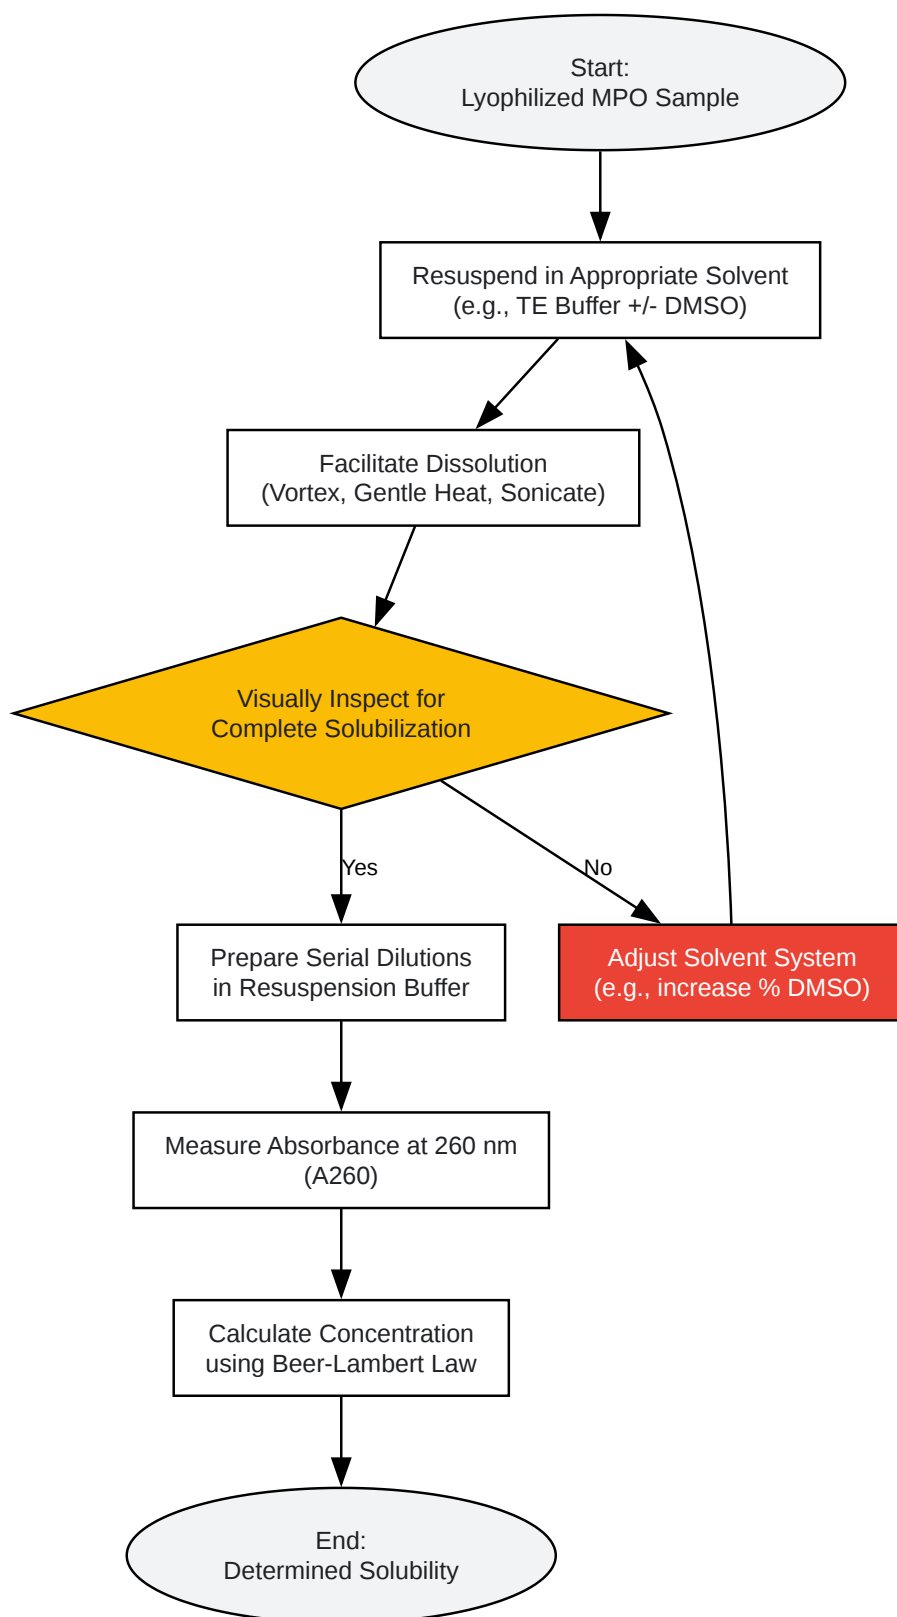 Start:
Lyophilized MPO Sample
Resuspend in Appropriate Solvent
(e.g., TE Buffer +/- DMSO)
Facilitate Dissolution
(Vortex, Gentle Heat, Sonicate)
Visually Inspect for
Complete Solubilization
Yes
No
Prepare Serial Dilutions
in Resuspension Buffer
Adjust Solvent System
(e.g., increase % DMSO)
Measure Absorbance at 260 nm
(A260)
Calculate Concentration
using Beer-Lambert Law
End:
Determined Solubility